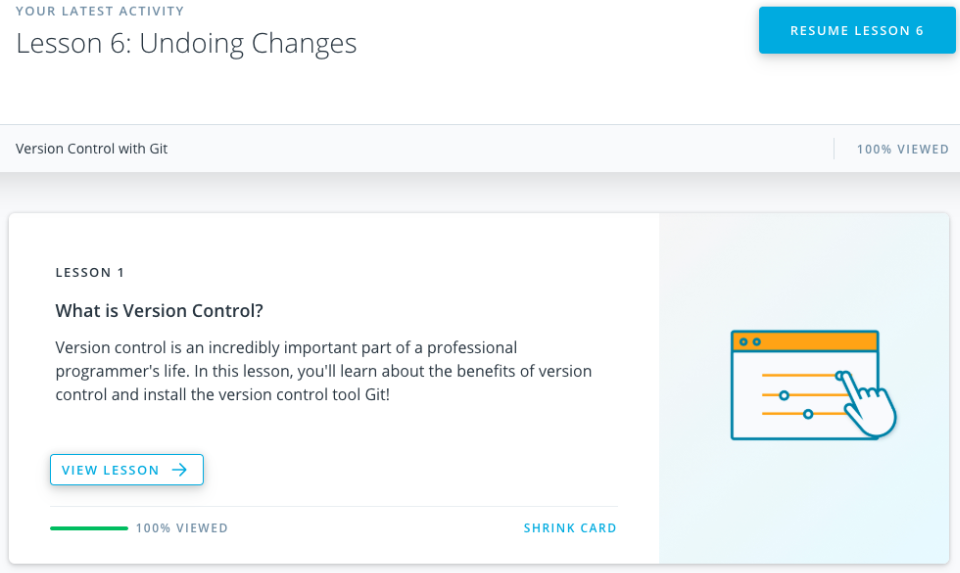 YOUR LATEST ACTIVITY
Lesson 6: Undoing Changes
RESUME LESSON 6
Version Control with Git
100% VIEWED
LESSON 1
What is Version Control?
Version control is an incredibly important part of a professional
programmer's life. In this lesson, you'll learn about the benefits of version
control and install the version control tool Git!
VIEW LESSON
100% VIEWED
SHRINK CARD